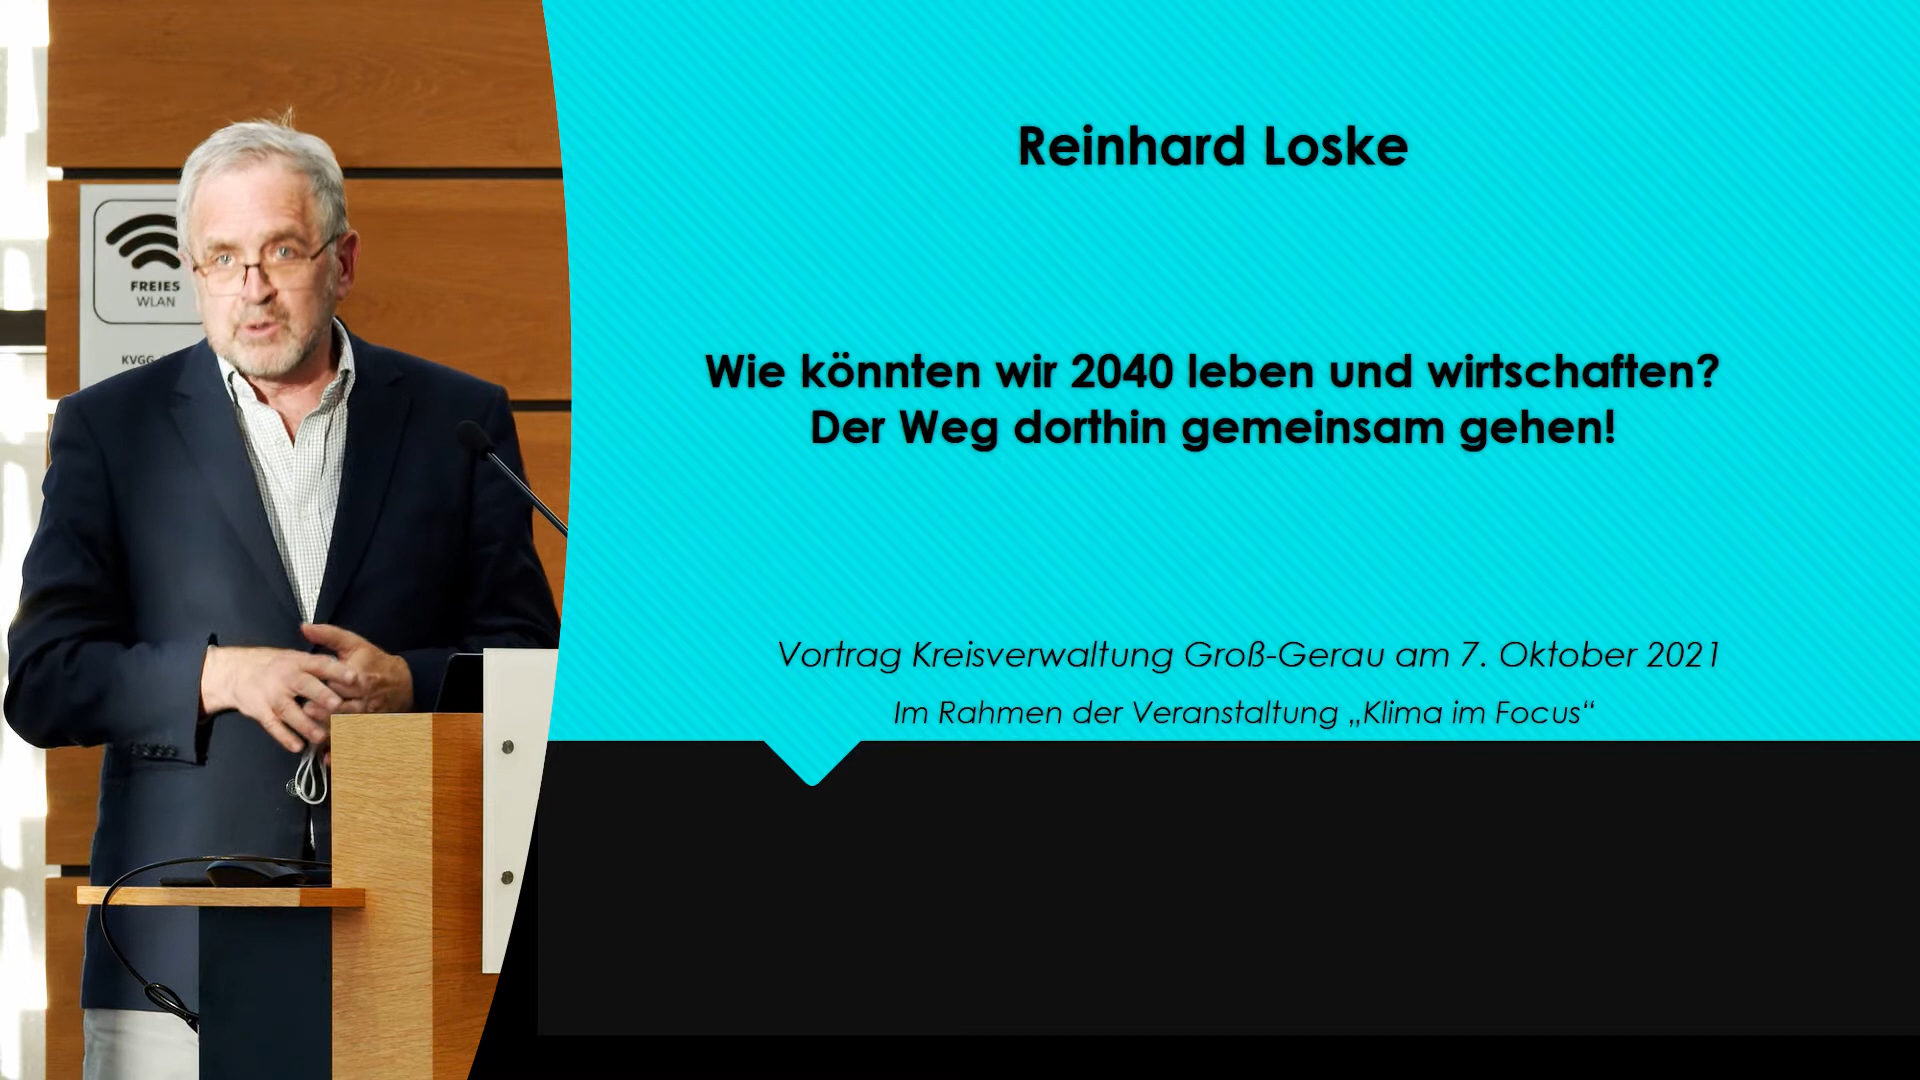 FREIES
WLAN
KVGG
Reinhard Loske
Wie könnten wir 2040 leben und wirtschaften?
Der Weg dorthin gemeinsam gehen!
Vortrag Kreisverwaltung Groß-Gerau am 7. Oktober 2021
Im Rahmen der Veranstaltung „Klima im Focus“